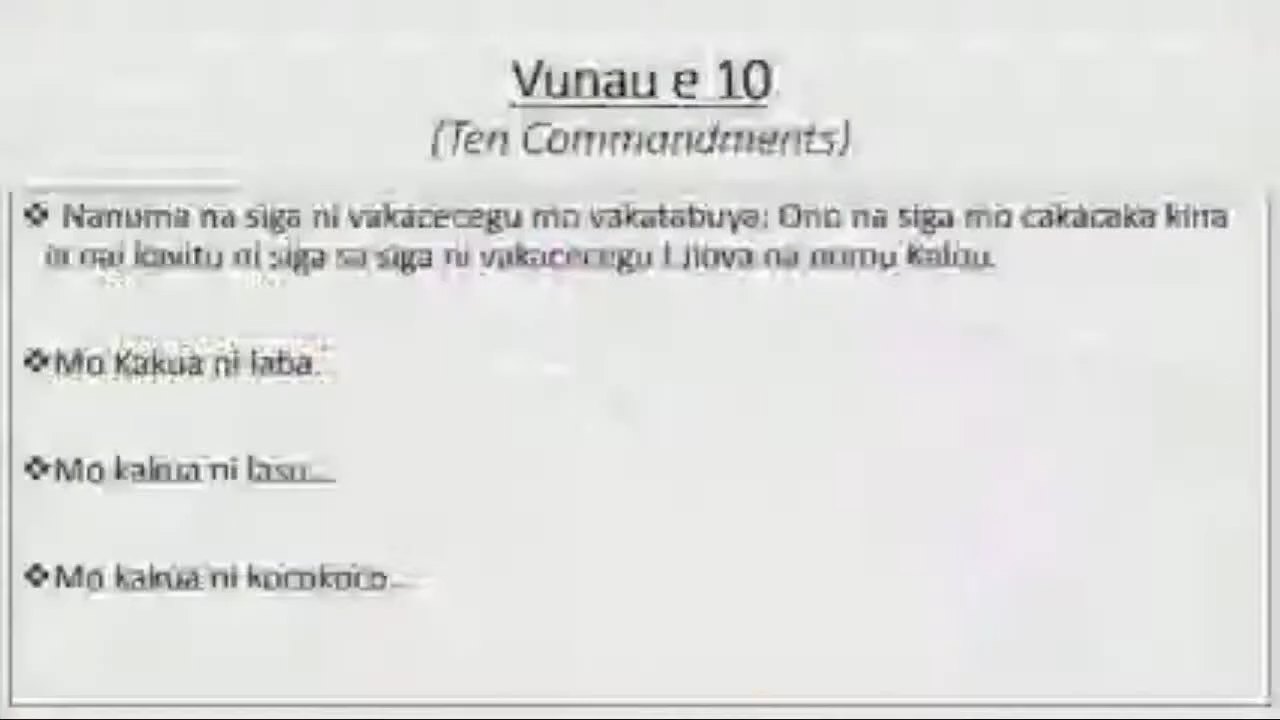 Vunau e 10
(Ten Commandments)
❖ Nanuma na siga ni vakacecegu mo vakatabuya: Ono na siga mo cakacaka kina
ia nai kavitu ni siga sa siga ni vakacecegu I Jiova na nomu Kalou.
❖Mo Kakua ni laba.
❖Mo kakua ni lasu...
❖Mo kakua ni kocokoco...